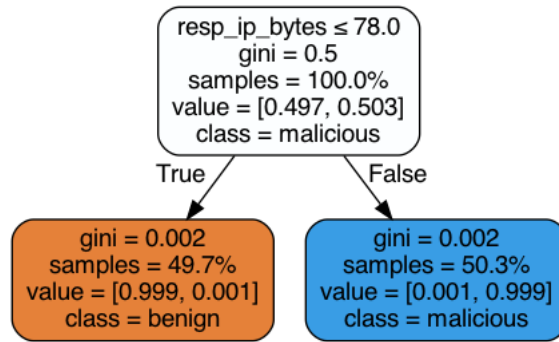 resp_ip_bytes ≤ 78.0
gini = 0.5
samples = 100.0%
value = [0.497, 0.503]
class = malicious
True
False
gini = 0.002
samples = 49.7%
value = [0.999, 0.001]
class = benign
gini = 0.002
samples = 50.3%
value = [0.001, 0.999]
class = malicious